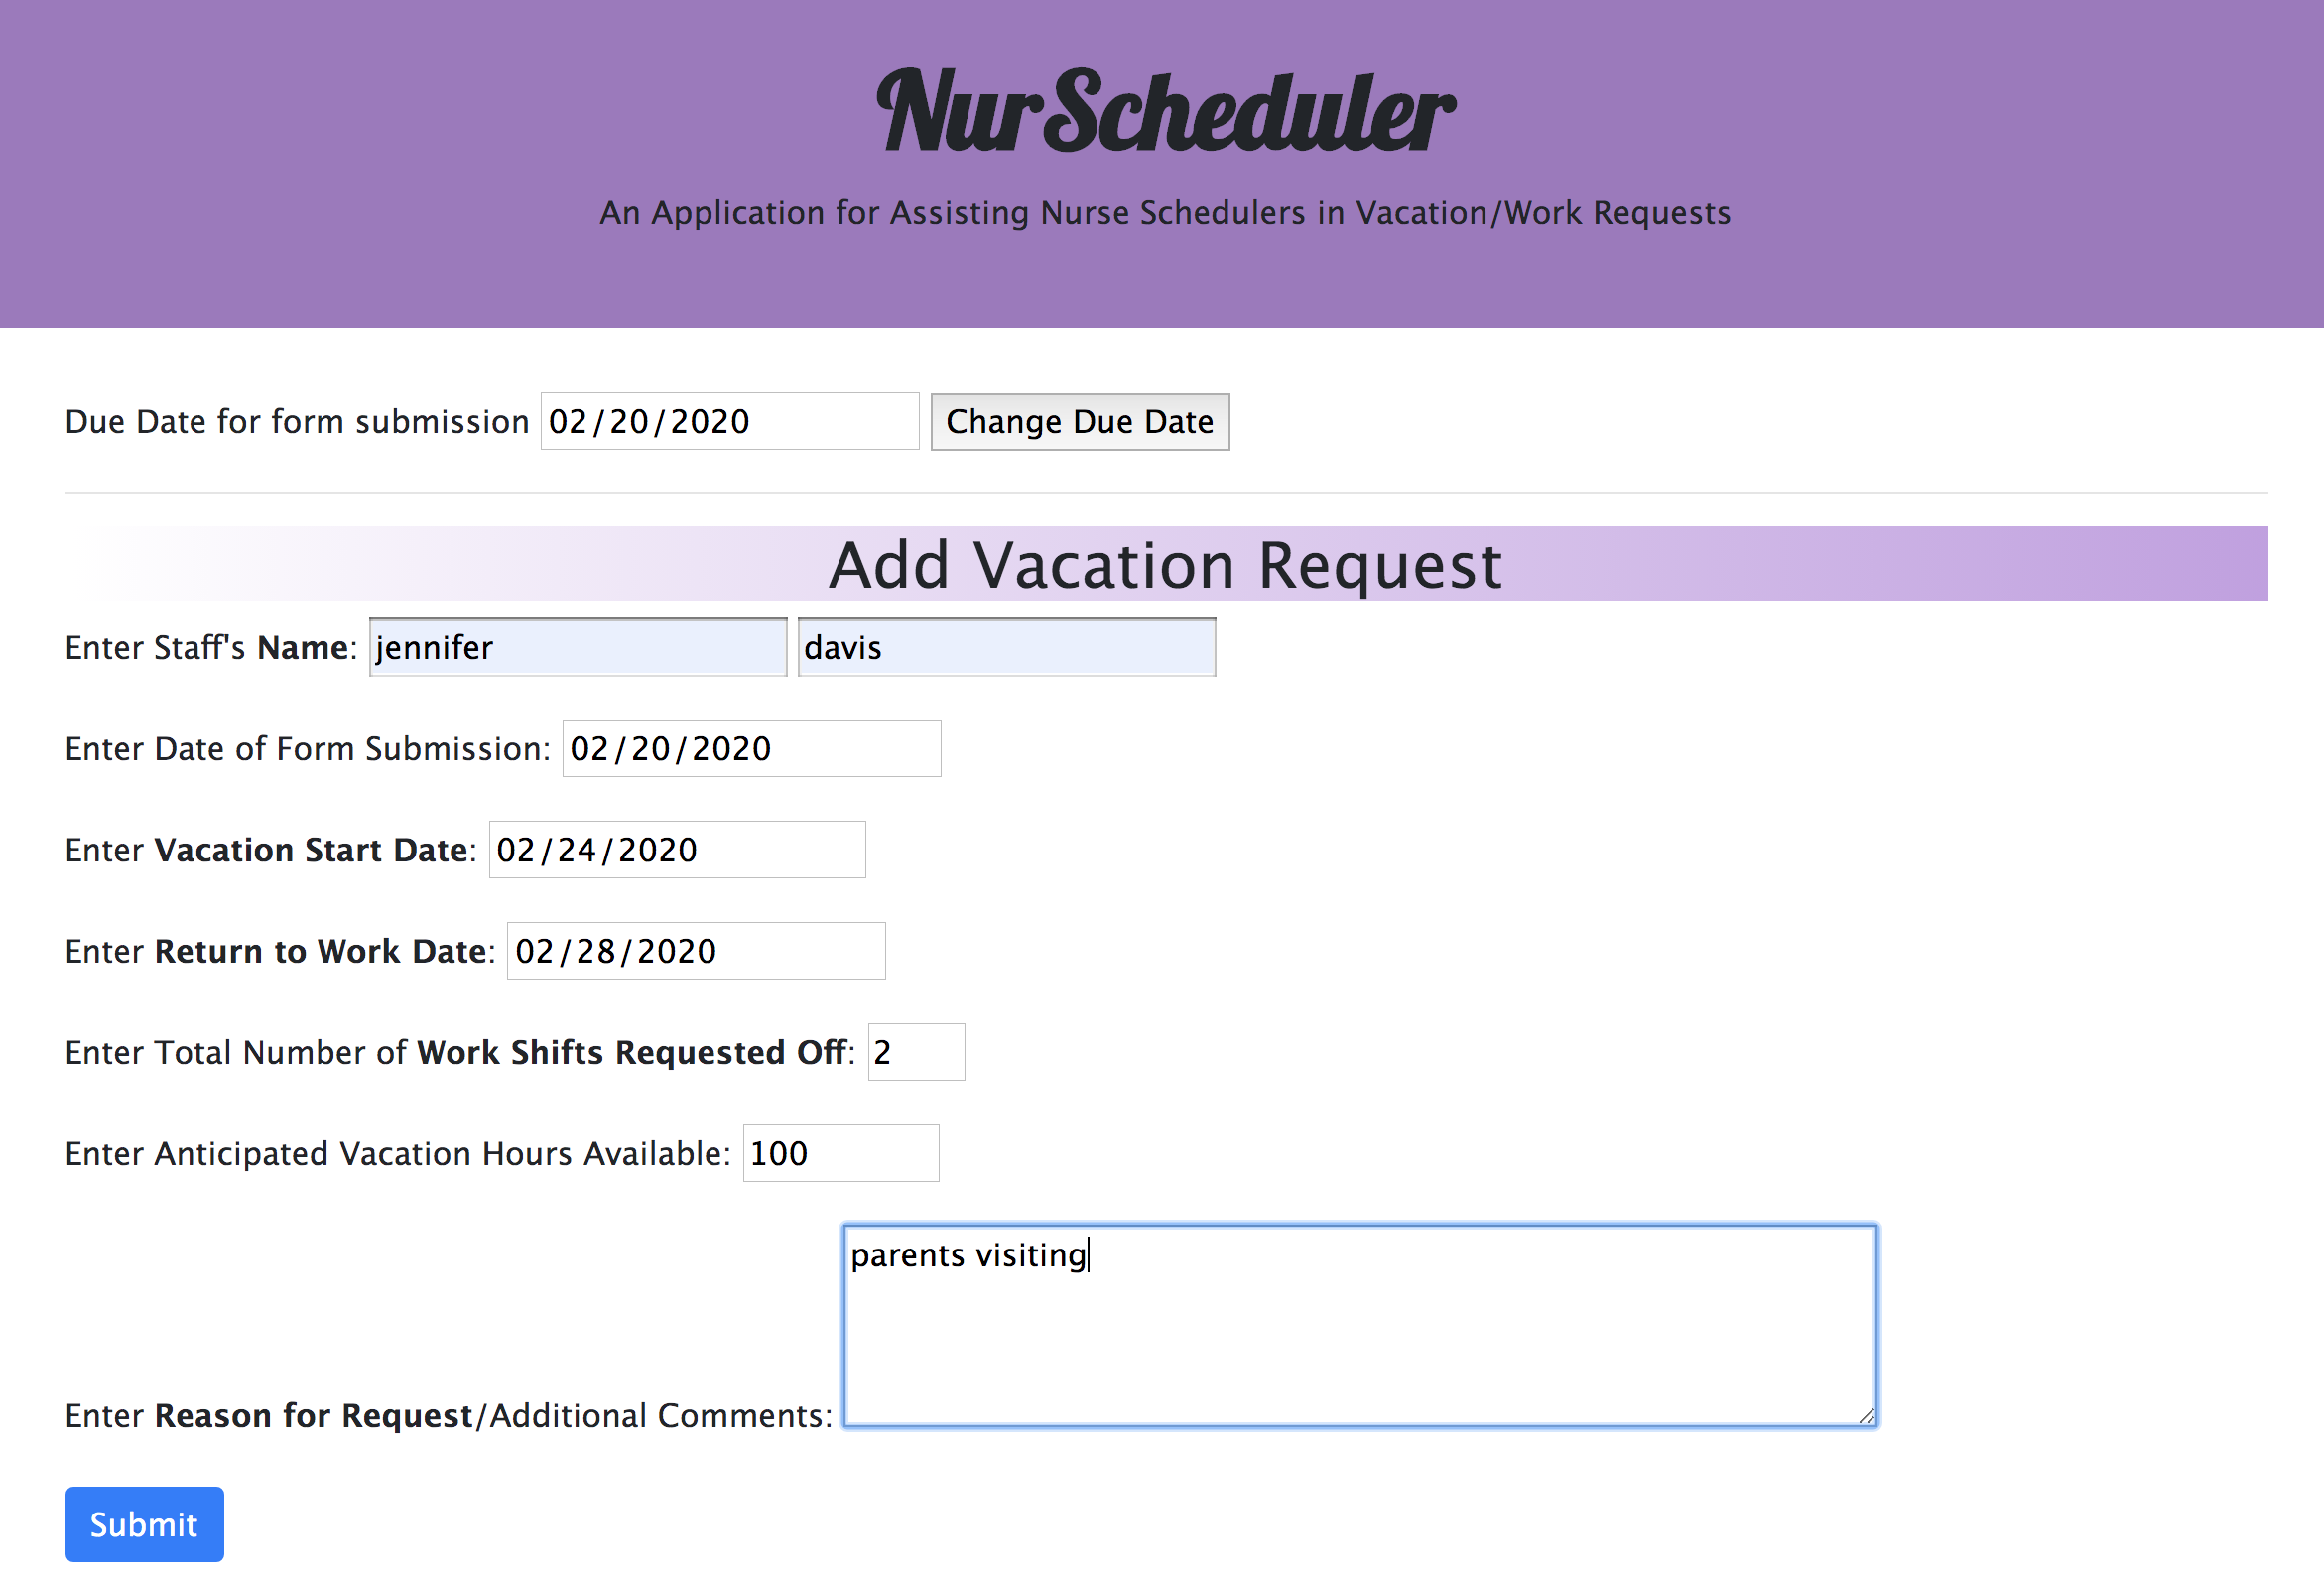 NurScheduler
An Application for Assisting Nurse Schedulers in Vacation/Work Requests
Due Date for form submission 02/20/2020 Change Due Date
Add Vacation Request
Enter Staff's Name: jennifer davis
Enter Date of Form Submission: 02/20/2020
Enter Vacation Start Date: 02/24/2020
Enter Return to Work Date: 02/28/2020
Enter Total Number of Work Shifts Requested Off: 2
Enter Anticipated Vacation Hours Available: 100
parents visiting
Enter Reason for Request/Additional Comments:
Submit